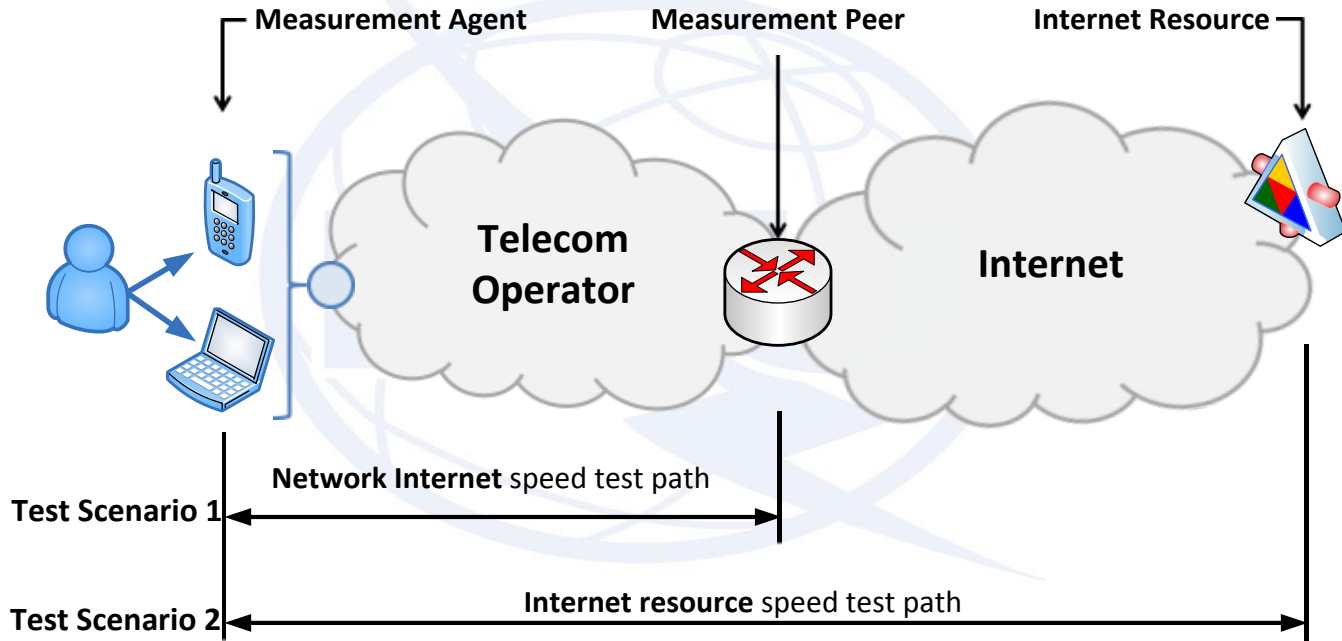 Measurement Agent
Measurement Peer
Internet Resource
Telecom
Operator
Internet
Network Internet speed test path
Test Scenario 1
Internet resource speed test path
Test Scenario 2